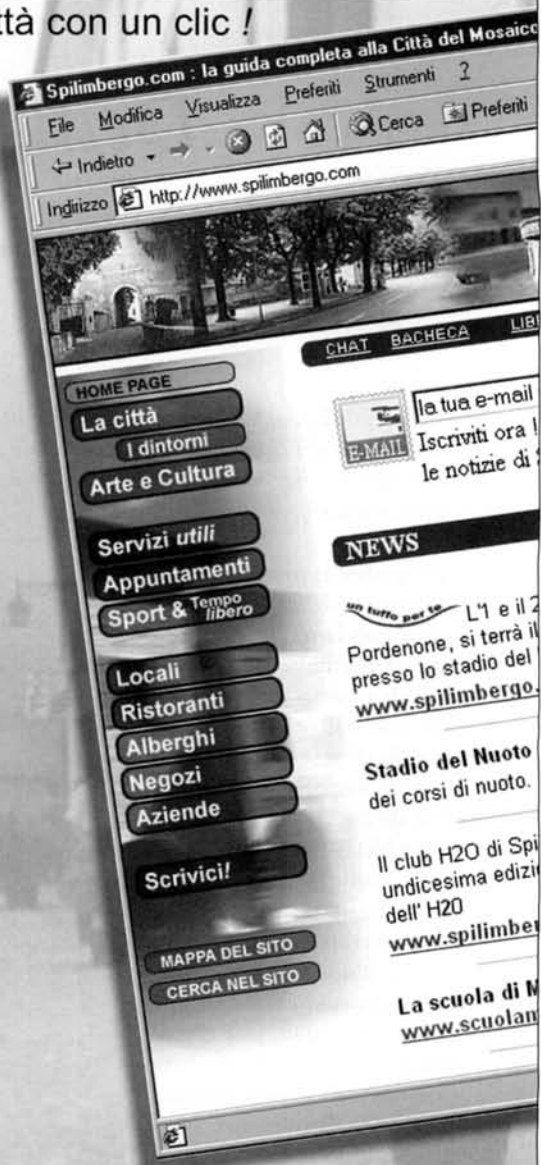 ttà con un clic !
Spilimbergo.com : la guida completa alla Città del Mosaico
File Modifica Visualizza Preferiti Strumenti ?
Indietro Cerca Preferiti
Indirizzo http://www.spilimbergo.com
CHAT BACHECA LIB
HOME PAGE
La città
I dintorni
Arte e Cultura
Servizi utili
Appuntamenti
Sport & Tempo libero
Locali
Ristoranti
Alberghi
Negozi
Aziende
Scrivici!
MAPPA DEL SITO
CERCA NEL SITO
E-MAIL
la tua e-mail
Iscriviti ora !
le notizie di S
NEWS
un tuffo per te L'1 e il 2
Pordenone, si terrà il
presso lo stadio del
www.spilimbergo.
Stadio del Nuoto
dei corsi di nuoto.
Il club H2O di Spi
undicesima edizi
dell' H2O
www.spilimber
La scuola di M
www.scuolam